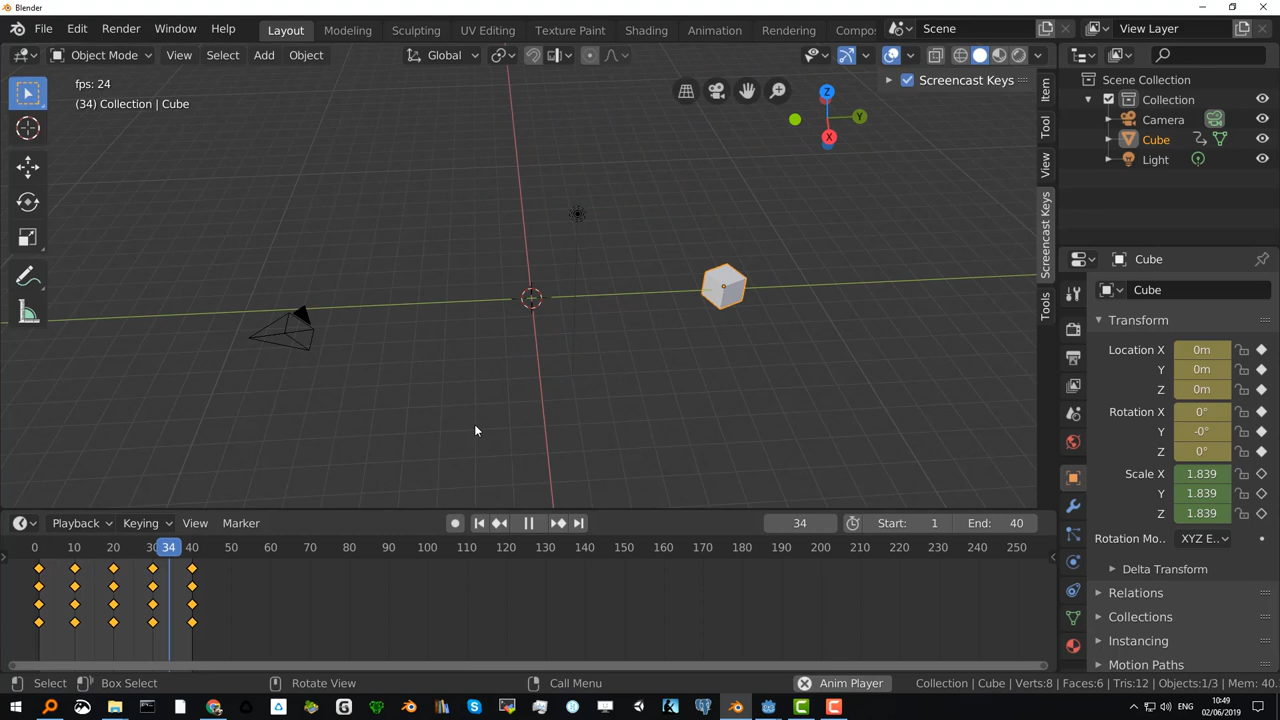 Blender
File Edit Render Window Help Layout Modeling Sculpting UV Editing Texture Paint Shading Animation Rendering Compos Scene View Layer
Object Mode View Select Add Object Global
fps: 24
(34) Collection | Cube
Screencast Keys
Z
Y
X
Item
Tool
View
Screencast Keys
Tools
Scene Collection
Collection
Camera
Cube
Light
Cube
Cube
Transform
Location X 0m
Y 0m
Z 0m
Rotation X 0°
Y -0°
Z 0°
Scale X 1.839
Y 1.839
Z 1.839
Rotation Mo.. XYZ E..
Delta Transform
Relations
Collections
Instancing
Motion Paths
Playback Keying View Marker 34 Start: 1 End: 40
0 10 20 30 34 40 50 60 70 80 90 100 110 120 130 140 150 160 170 180 190 200 210 220 230 240 250
Select Box Select Rotate View Call Menu Anim Player Collection | Cube | Verts:8 | Faces:6 | Tris:12 | Objects:1/3 | Mem: 40.
ENG
10:49
02/06/2019